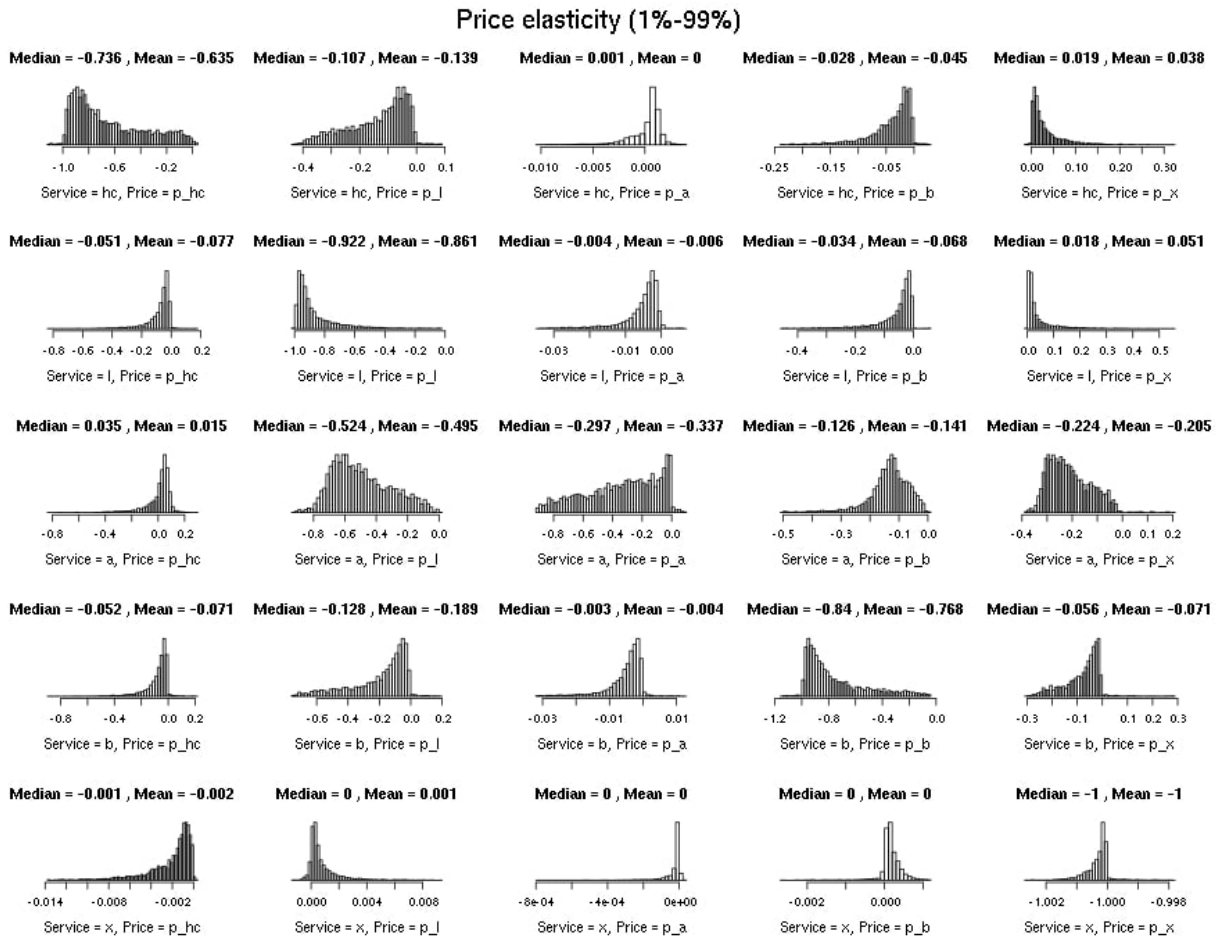 Price elasticity (1%-99%)
Median = -0.736 , Mean = -0.635 Median = -0.107 , Mean = -0.139 Median = 0.001 , Mean = 0 Median = -0.028 , Mean = -0.045 Median = 0.019 , Mean = 0.038
-1.0 -0.6 -0.2 -0.4 -0.2 0.0 0.1 -0.010 -0.005 0.000 -0.25 -0.15 -0.05 0.00 0.10 0.20 0.30
Service = hc, Price = p_hc Service = hc, Price = p_l Service = hc, Price = p_a Service = hc, Price = p_b Service = hc, Price = p_x
Median = -0.051 , Mean = -0.077 Median = -0.922 , Mean = -0.861 Median = -0.004 , Mean = -0.006 Median = -0.034 , Mean = -0.068 Median = 0.018 , Mean = 0.051
-0.8 -0.6 -0.4 -0.2 0.0 0.2 -1.0 -0.8 -0.6 -0.4 -0.2 0.0 -0.03 -0.01 0.00 -0.4 -0.2 0.0 0.0 0.1 0.2 0.3 0.4 0.5
Service = l, Price = p_hc Service = l, Price = p_l Service = l, Price = p_a Service = l, Price = p_b Service = l, Price = p_x
Median = 0.035 , Mean = 0.015 Median = -0.524 , Mean = -0.495 Median = -0.297 , Mean = -0.337 Median = -0.126 , Mean = -0.141 Median = -0.224 , Mean = -0.205
-0.8 -0.4 0.0 0.2 -0.8 -0.6 -0.4 -0.2 0.0 -0.8 -0.6 -0.4 -0.2 -0.0 -0.5 -0.3 -0.1 0.0 -0.4 -0.2 0.0 0.1 0.2
Service = a, Price = p_hc Service = a, Price = p_l Service = a, Price = p_a Service = a, Price = p_b Service = a, Price = p_x
Median = -0.052 , Mean = -0.071 Median = -0.128 , Mean = -0.189 Median = -0.003 , Mean = -0.004 Median = -0.84 , Mean = -0.768 Median = -0.056 , Mean = -0.071
-0.8 -0.4 0.0 0.2 -0.6 -0.4 -0.2 0.0 -0.03 -0.01 0.01 -1.2 -0.8 -0.4 0.0 -0.3 -0.1 0.1 0.2 0.3
Service = b, Price = p_hc Service = b, Price = p_l Service = b, Price = p_a Service = b, Price = p_b Service = b, Price = p_x
Median = -0.001 , Mean = -0.002 Median = 0 , Mean = 0.001 Median = 0 , Mean = 0 Median = 0 , Mean = 0 Median = -1 , Mean = -1
-0.014 -0.008 -0.002 0.000 0.004 0.008 -8e-04 -4e-04 0e+00 -0.002 0.000 -1.002 -1.000 -0.998
Service = x, Price = p_hc Service = x, Price = p_l Service = x, Price = p_a Service = x, Price = p_b Service = x, Price = p_x